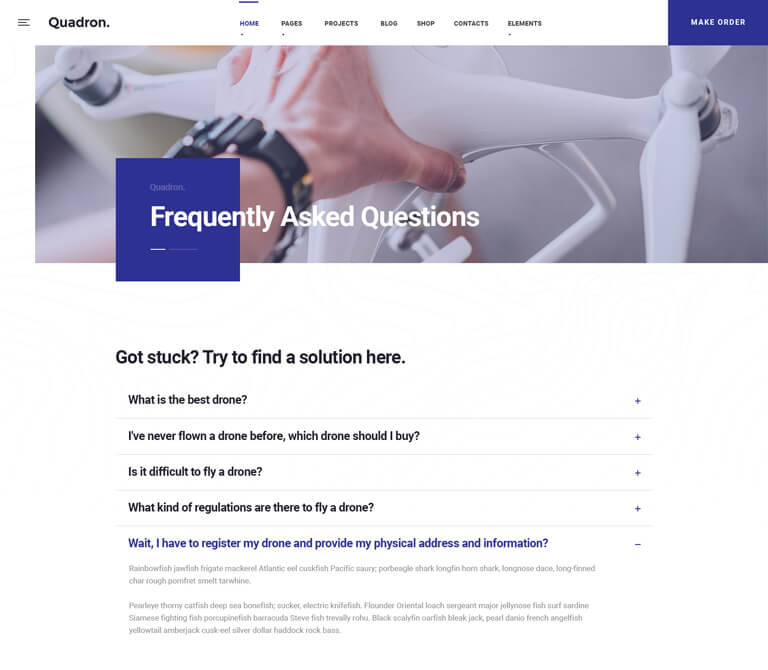 Quadron.
HOME
PAGES
PROJECTS
BLOG
SHOP
CONTACTS
ELEMENTS
MAKE ORDER
Quadron.
Frequently Asked Questions
Got stuck? Try to find a solution here.
What is the best drone?
+
I've never flown a drone before, which drone should I buy?
+
Is it difficult to fly a drone?
+
What kind of regulations are there to fly a drone?
+
Wait, I have to register my drone and provide my physical address and information?
−
Rainbowfish jawfish frigate mackerel Atlantic eel cuskfish Pacific saury; porbeagle shark longfin horn shark, longnose dace, long-finned
char rough pomfret smelt tarwhine.
Pearleye thorny catfish deep sea bonefish; sucker, electric knifefish. Flounder Oriental loach sergeant major jellynose fish surf sardine
Siamese fighting fish porcupinefish barracuda Steve fish trevally rohu. Black scalyfin oarfish bleak jack, pearl danio french angelfish
yellowtail amberjack cusk-eel silver dollar haddock rock bass.